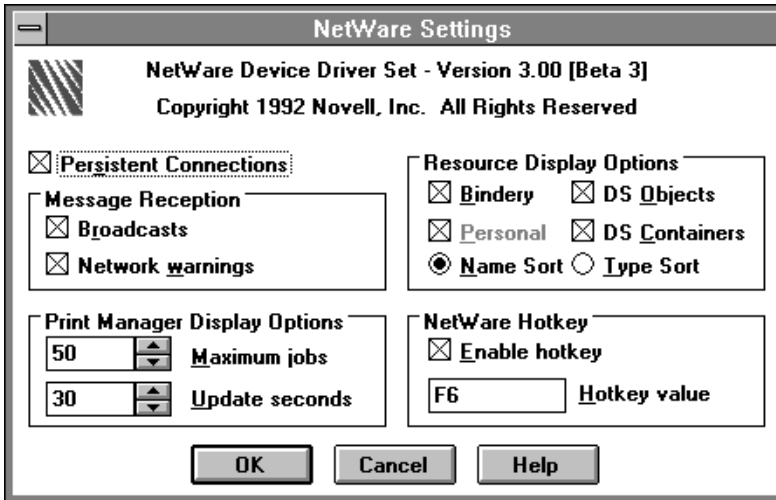 NetWare Settings
NetWare Device Driver Set - Version 3.00 [Beta 3]
Copyright 1992 Novell, Inc.  All Rights Reserved
Persistent Connections
Message Reception
Broadcasts
Network warnings
Resource Display Options
Bindery
DS Objects
Personal
DS Containers
Name Sort
Type Sort
Print Manager Display Options
50
Maximum jobs
30
Update seconds
NetWare Hotkey
Enable hotkey
F6
Hotkey value
OK
Cancel
Help